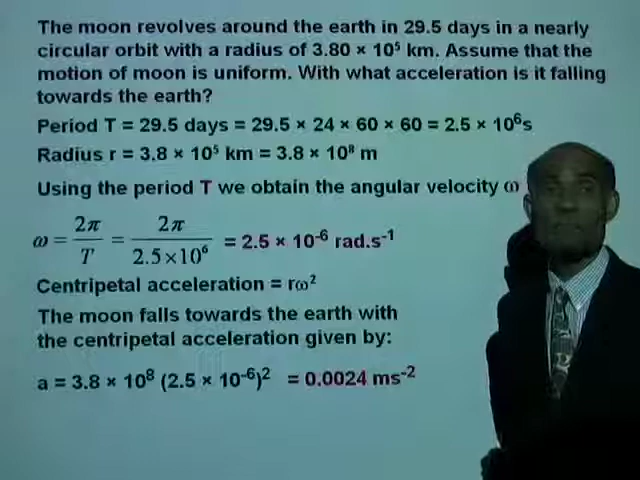 The moon revolves around the earth in 29.5 days in a nearly
circular orbit with a radius of 3.80 × 10⁵ km. Assume that the
motion of moon is uniform. With what acceleration is it falling
towards the earth?
Period T = 29.5 days = 29.5 × 24 × 60 × 60 = 2.5 × 10⁶s
Radius r = 3.8 × 10⁵ km = 3.8 × 10⁸ m
Using the period T we obtain the angular velocity ω
ω = 2π/T = 2π/2.5×10⁶ = 2.5 × 10⁻⁶ rad.s⁻¹
Centripetal acceleration = rω²
The moon falls towards the earth with
the centripetal acceleration given by:
a = 3.8 × 10⁸ (2.5 × 10⁻⁶)² = 0.0024 ms⁻²